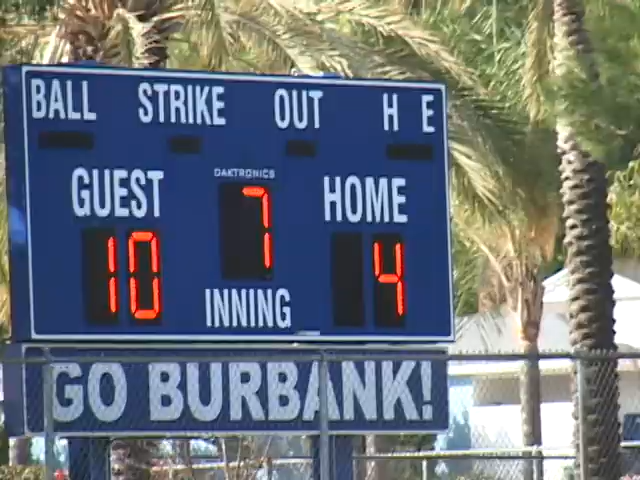 BALL STRIKE OUT H E
DAKTRONICS
GUEST 7 HOME
10 4
INNING
GO BURBANK!